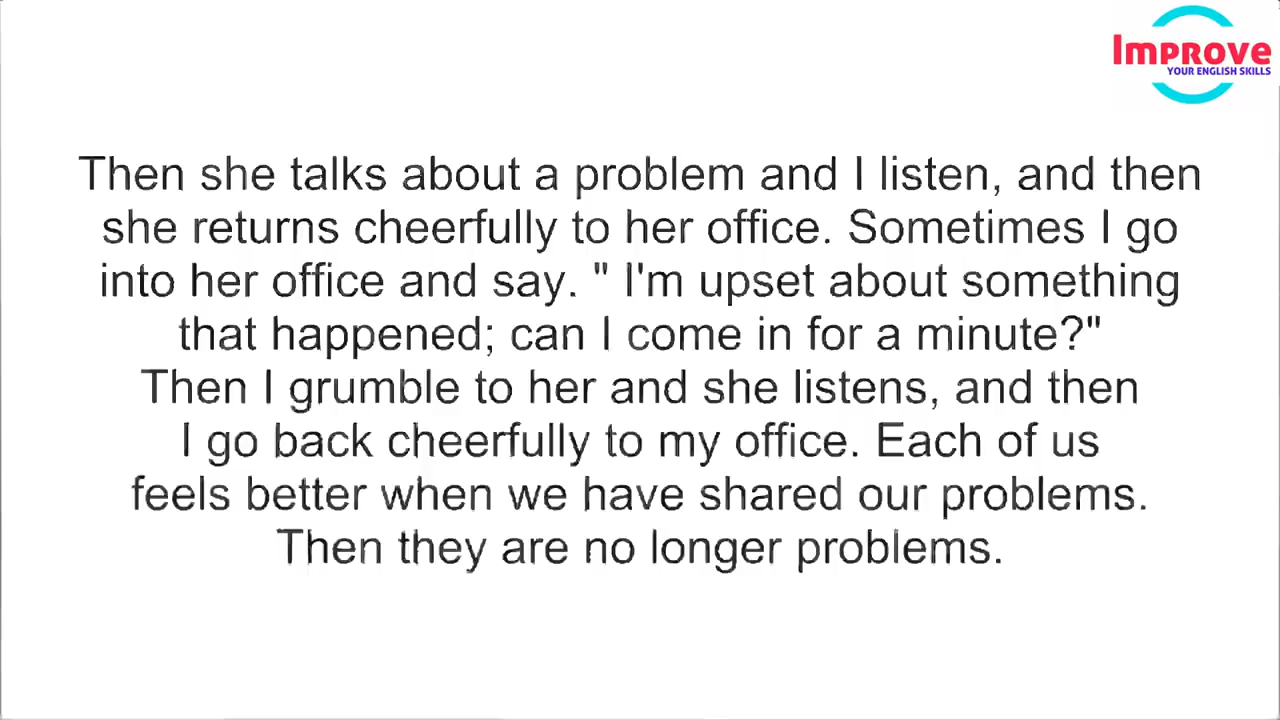 Improve
YOUR ENGLISH SKILLS
Then she talks about a problem and I listen, and then
she returns cheerfully to her office. Sometimes I go
into her office and say. " I'm upset about something
that happened; can I come in for a minute?"
Then I grumble to her and she listens, and then
I go back cheerfully to my office. Each of us
feels better when we have shared our problems.
Then they are no longer problems.